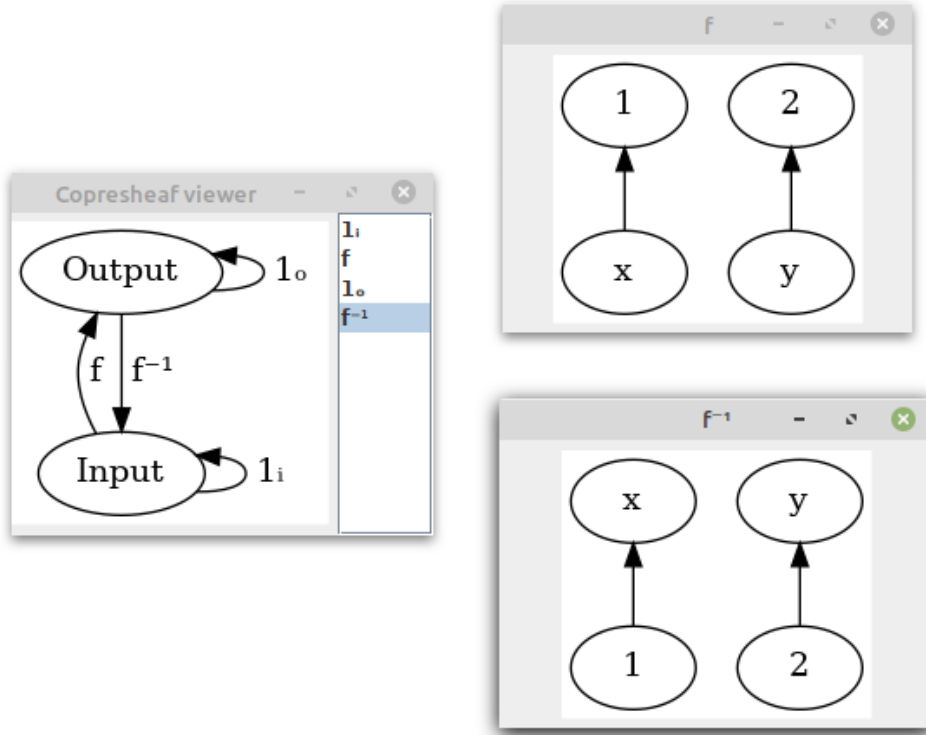 Copresheaf viewer
Output
1ₒ
f
f⁻¹
Input
1ᵢ
1ᵢ
f
1ₒ
f⁻¹
f
1
2
x
y
f⁻¹
x
y
1
2